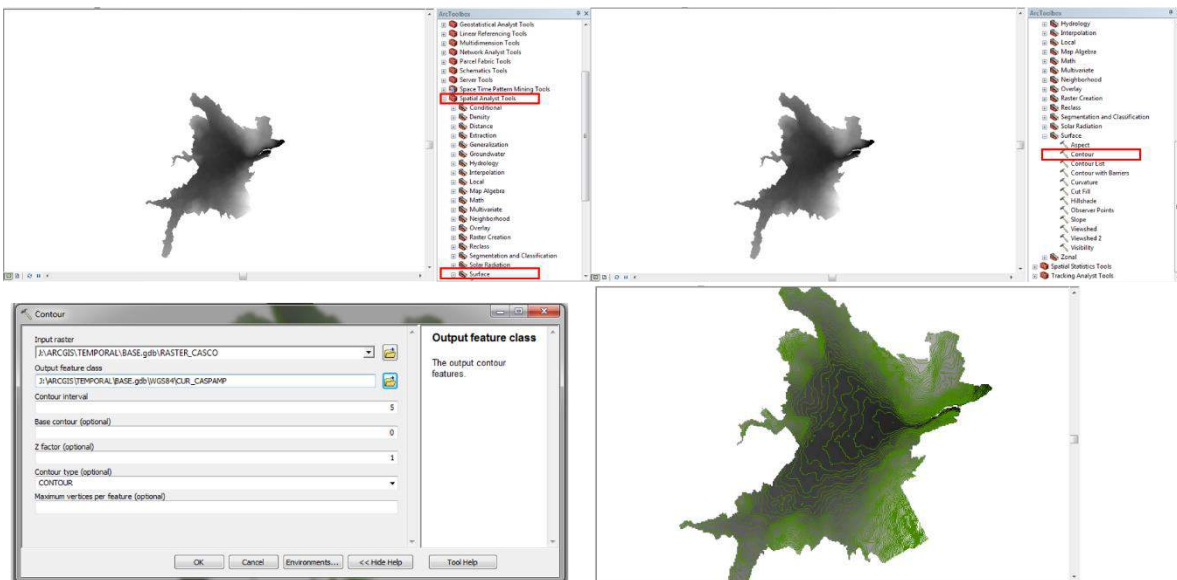 ArcToolbox
Geostatistical Analyst Tools
Linear Referencing Tools
Multidimension Tools
Network Analyst Tools
Parcel Fabric Tools
Schematics Tools
Server Tools
Space Time Pattern Mining Tools
Spatial Analyst Tools
Conditional
Density
Distance
Extraction
Generalization
Groundwater
Hydrology
Interpolation
Local
Map Algebra
Math
Multivariate
Neighborhood
Overlay
Raster Creation
Reclass
Segmentation and Classification
Solar Radiation
Surface
ArcToolbox
Hydrology
Interpolation
Local
Map Algebra
Math
Multivariate
Neighborhood
Overlay
Raster Creation
Reclass
Segmentation and Classification
Solar Radiation
Surface
Aspect
Contour
Contour List
Contour with Barriers
Curvature
Cut Fill
Hillshade
Observer Points
Slope
Viewshed
Viewshed 2
Visibility
Zonal
Spatial Statistics Tools
Tracking Analyst Tools
Contour
Input raster
J:\ARCGIS\TEMPORAL\BASE.gdb\RASTER_CASCO
Output feature class
J:\ARCGIS\TEMPORAL\BASE.gdb\WGS84\CUR_CASPAMP
Contour interval
5
Base contour (optional)
0
Z factor (optional)
1
Contour type (optional)
CONTOUR
Maximum vertices per feature (optional)
OK
Cancel
Environments...
<< Hide Help
Tool Help
Output feature class
The output contour
features.